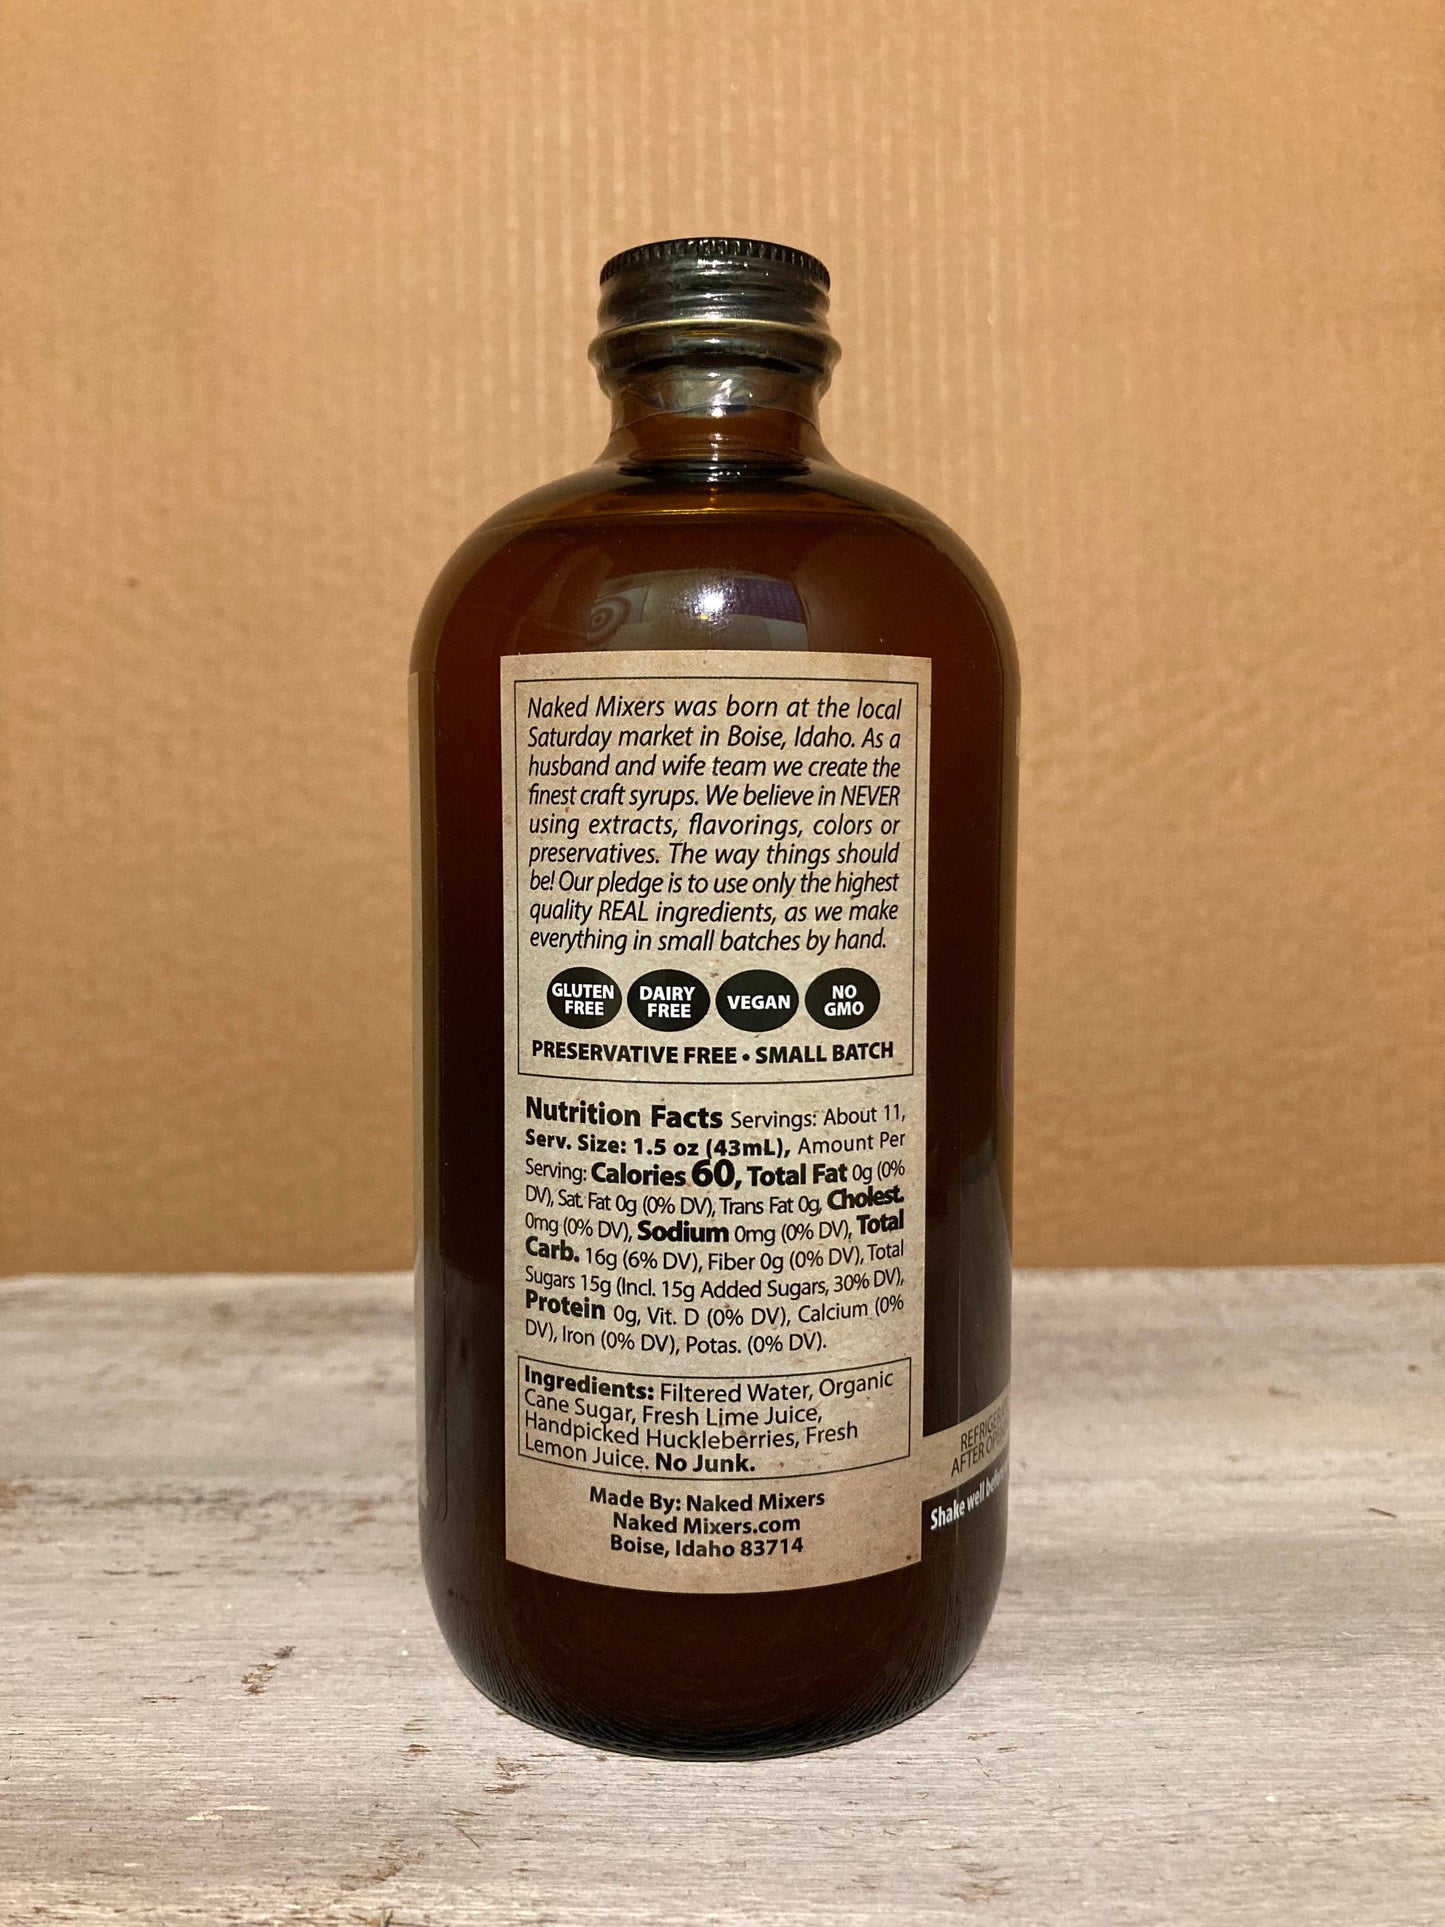 Naked Mixers was born at the local
Saturday market in Boise, Idaho. As a
husband and wife team we create the
finest craft syrups. We believe in NEVER
using extracts, flavorings, colors or
preservatives. The way things should
be! Our pledge is to use only the highest
quality REAL ingredients, as we make
everything in small batches by hand.
GLUTEN FREE
DAIRY FREE
VEGAN
NO GMO
PRESERVATIVE FREE • SMALL BATCH
Nutrition Facts Servings: About 11,
Serv. Size: 1.5 oz (43mL), Amount Per
Serving: Calories 60, Total Fat 0g (0%
DV), Sat. Fat 0g (0% DV), Trans Fat 0g, Cholest.
0mg (0% DV), Sodium 0mg (0% DV), Total
Carb. 16g (6% DV), Fiber 0g (0% DV), Total
Sugars 15g (Incl. 15g Added Sugars, 30% DV),
Protein 0g, Vit. D (0% DV), Calcium (0%
DV), Iron (0% DV), Potas. (0% DV).
Ingredients: Filtered Water, Organic
Cane Sugar, Fresh Lime Juice,
Handpicked Huckleberries, Fresh
Lemon Juice. No Junk.
Made By: Naked Mixers
Naked Mixers.com
Boise, Idaho 83714
AFTER
Shake well